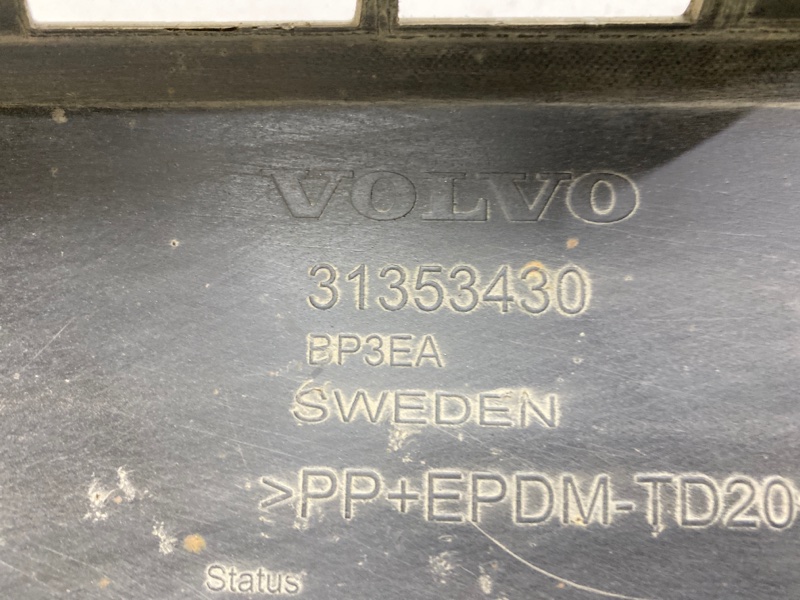 VOLVO
31353430
BP3EA
SWEDEN
>PP+EPDM-TD20
Status